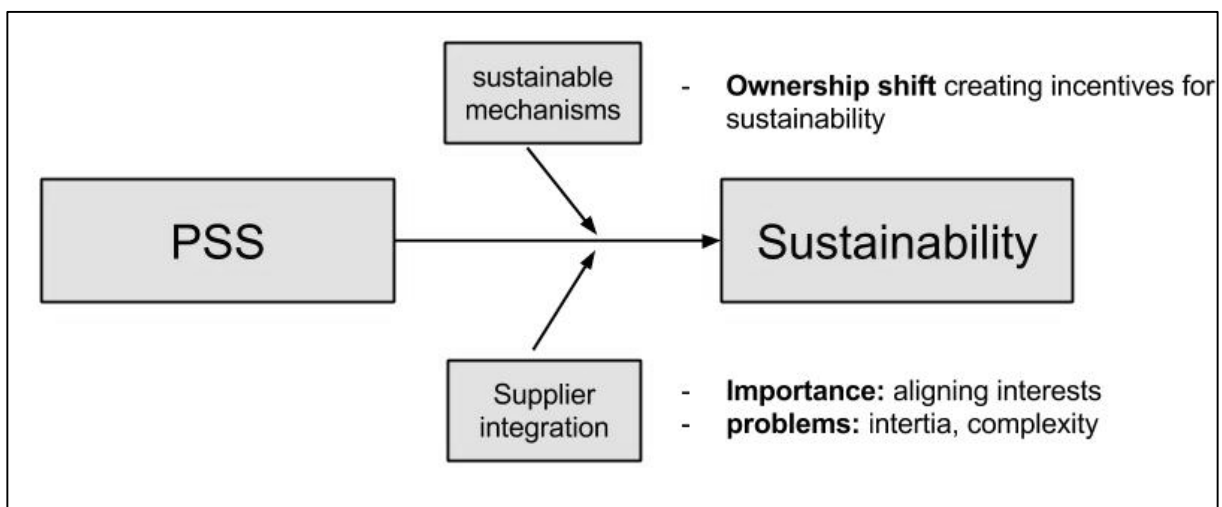 sustainable
mechanisms
- Ownership shift creating incentives for
sustainability
PSS
Sustainability
Supplier
integration
- Importance: aligning interests
- problems: intertia, complexity